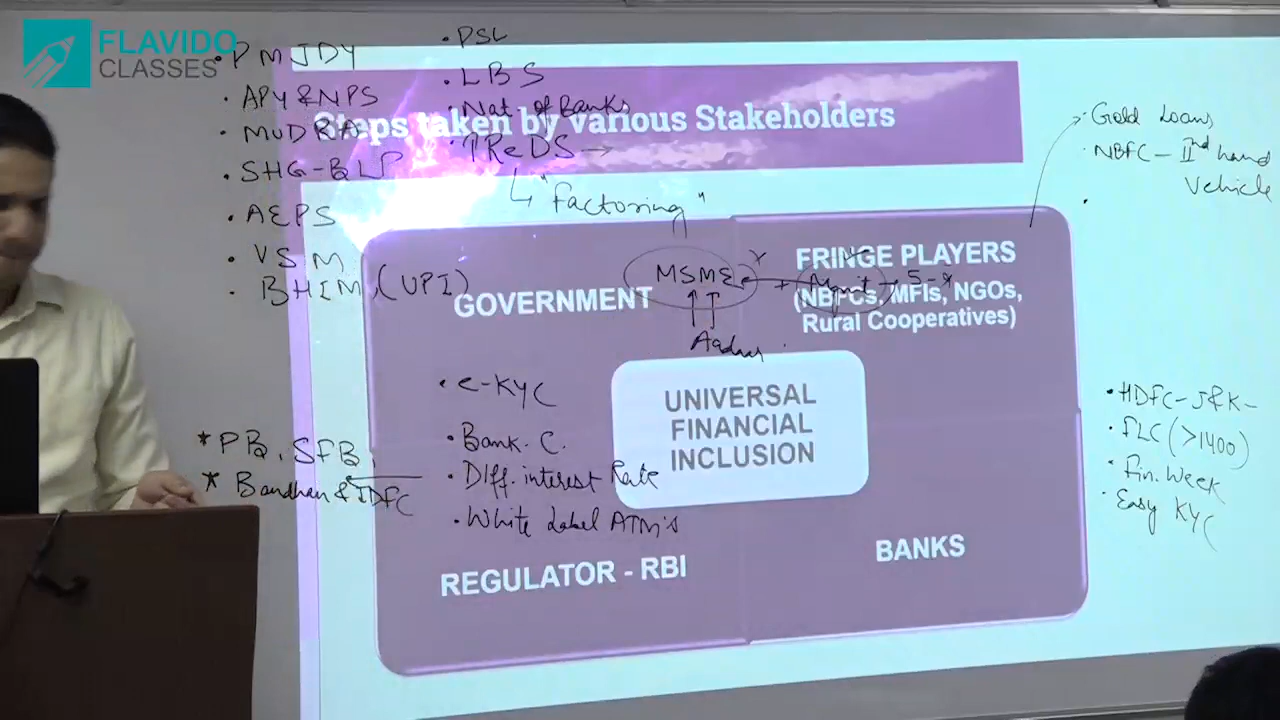 FLAVIDO
CLASSES
• PMJDY
• APY & NPS
• MUDRA
• SHG-BLP
• AEPS
• VSM
• BHIM, (UPI)
• PSL
• LBS
• Nat of Banks
• TReDS →
"Factoring"
Steps taken by various Stakeholders
• Gold Loans
• NBFC - IInd hand
Vehicle
•
GOVERNMENT
MSME
Aadhar
FRINGE PLAYERS
(NBFCs, MFIs, NGOs,
Rural Cooperatives)
UNIVERSAL
FINANCIAL
INCLUSION
• e-KYC
• Bank. C.
• Diff. interest Rate
• White Label ATM's
* PB, SFB,
* Bandhan & IDFC
REGULATOR - RBI
BANKS
• HDFC - J&K -
• FLC (>1400)
• Fin. Week
• Easy KYC